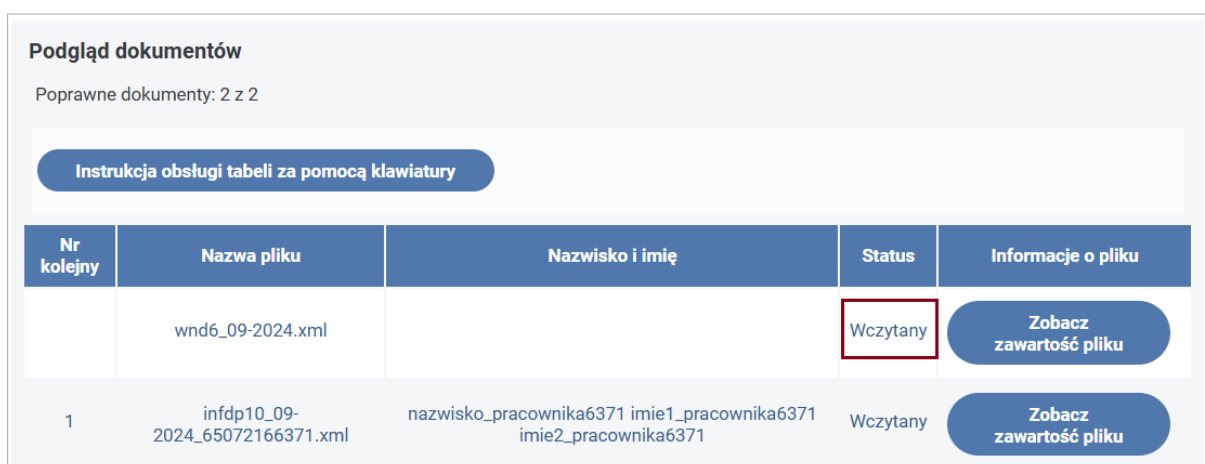 Podgląd dokumentów
Poprawne dokumenty: 2 z 2
Instrukcja obsługi tabeli za pomocą klawiatury
Nr kolejny
Nazwa pliku
Nazwisko i imię
Status
Informacje o pliku
wnd6_09-2024.xml
Wczytany
Zobacz
zawartość pliku
1
infdp10_09-
2024_65072166371.xml
nazwisko_pracownika6371 imie1_pracownika6371
imie2_pracownika6371
Wczytany
Zobacz
zawartość pliku